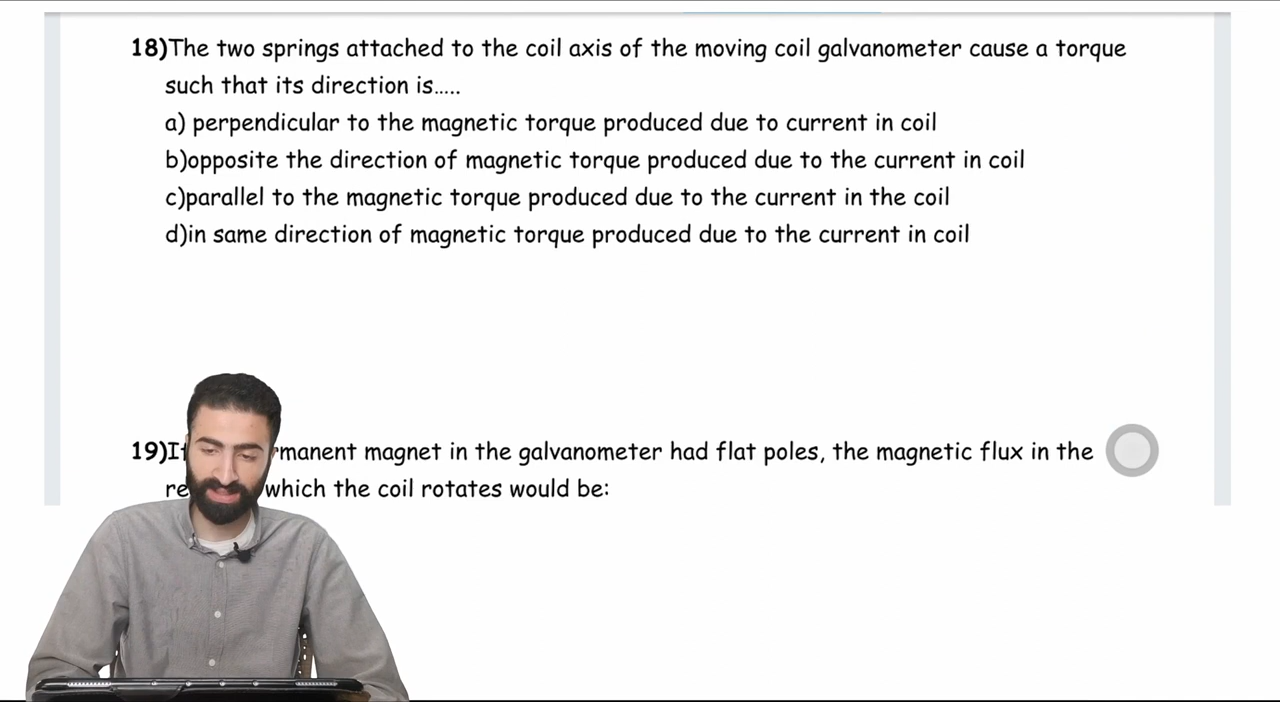 18)The two springs attached to the coil axis of the moving coil galvanometer cause a torque
such that its direction is.....
a) perpendicular to the magnetic torque produced due to current in coil
b)opposite the direction of magnetic torque produced due to the current in coil
c)parallel to the magnetic torque produced due to the current in the coil
d)in same direction of magnetic torque produced due to the current in coil
19) magnet in the galvanometer had flat poles, the magnetic flux in the
which the coil rotates would be: